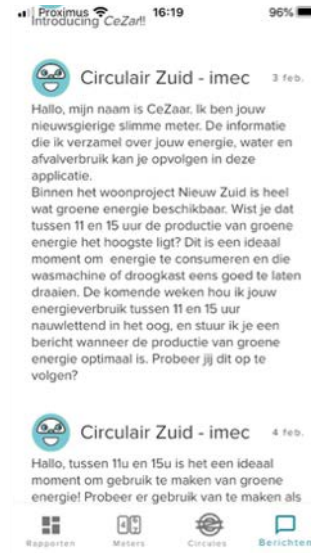 Proximus 16:19 96%
Introducing CeZar!!
Circulair Zuid - imec 3 feb.
Hallo, mijn naam is CeZaar. Ik ben jouw
nieuwsgierige slimme meter. De informatie
die ik verzamel over jouw energie, water en
afvalverbruik kan je opvolgen in deze
applicatie.
Binnen het woonproject Nieuw Zuid is heel
wat groene energie beschikbaar. Wist je dat
tussen 11 en 15 uur de productie van groene
energie het hoogste ligt? Dit is een ideaal
moment om energie te consumeren en die
wasmachine of droogkast eens goed te laten
draaien. De komende weken hou ik jouw
energieverbruik tussen 11 en 15 uur
nauwlettend in het oog, en stuur ik je een
bericht wanneer de productie van groene
energie optimaal is. Probeer jij dit op te
volgen?
Circulair Zuid - imec 4 feb.
Hallo, tussen 11u en 15u is het een ideaal
moment om gebruik te maken van groene
energie! Probeer er gebruik van te maken als
Rapporten Meters Circules Berichten